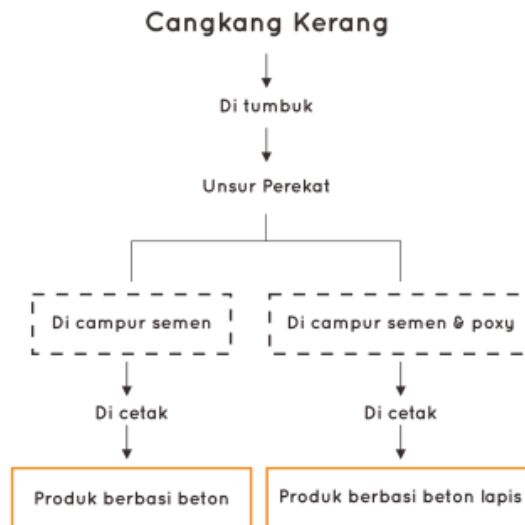 Cangkang Kerang
Di tumbuk
Unsur Perekat
Di campur semen
Di campur semen & poxy
Di cetak
Di cetak
Produk berbasi beton
Produk berbasi beton lapis